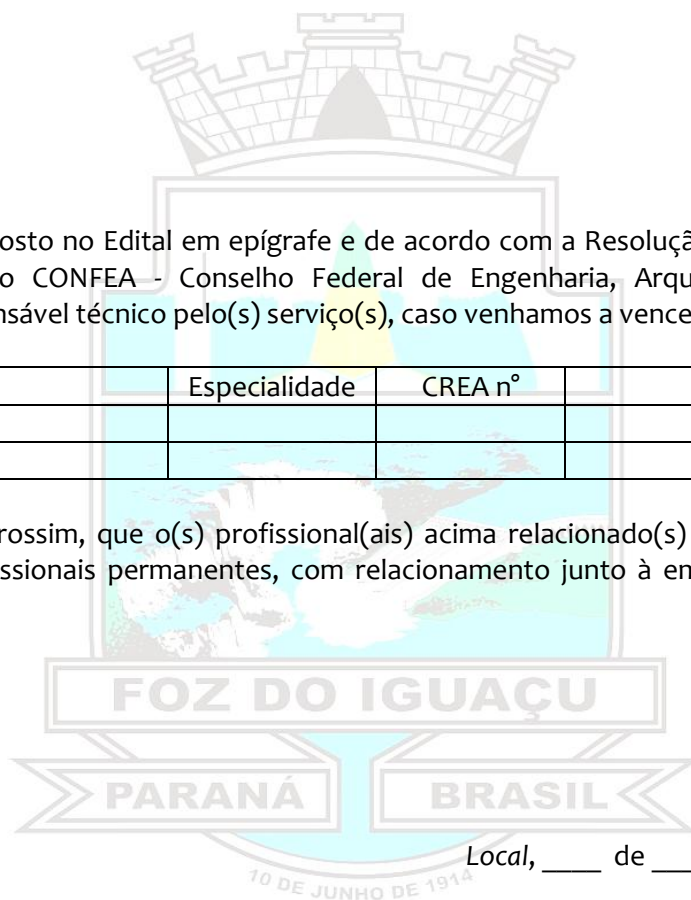 osto no Edital em epígrafe e de acordo com a Resolução
o CONFEA - Conselho Federal de Engenharia, Arqu
nsável técnico pelo(s) serviço(s), caso venhamos a vence
Especialidade CREA n°
rossim, que o(s) profissional(ais) acima relacionado(s)
ssionais permanentes, com relacionamento junto à en
FOZ DO IGUAÇU
PARANÁ BRASIL
Local, ____ de ___
10 DE JUNHO DE 1914